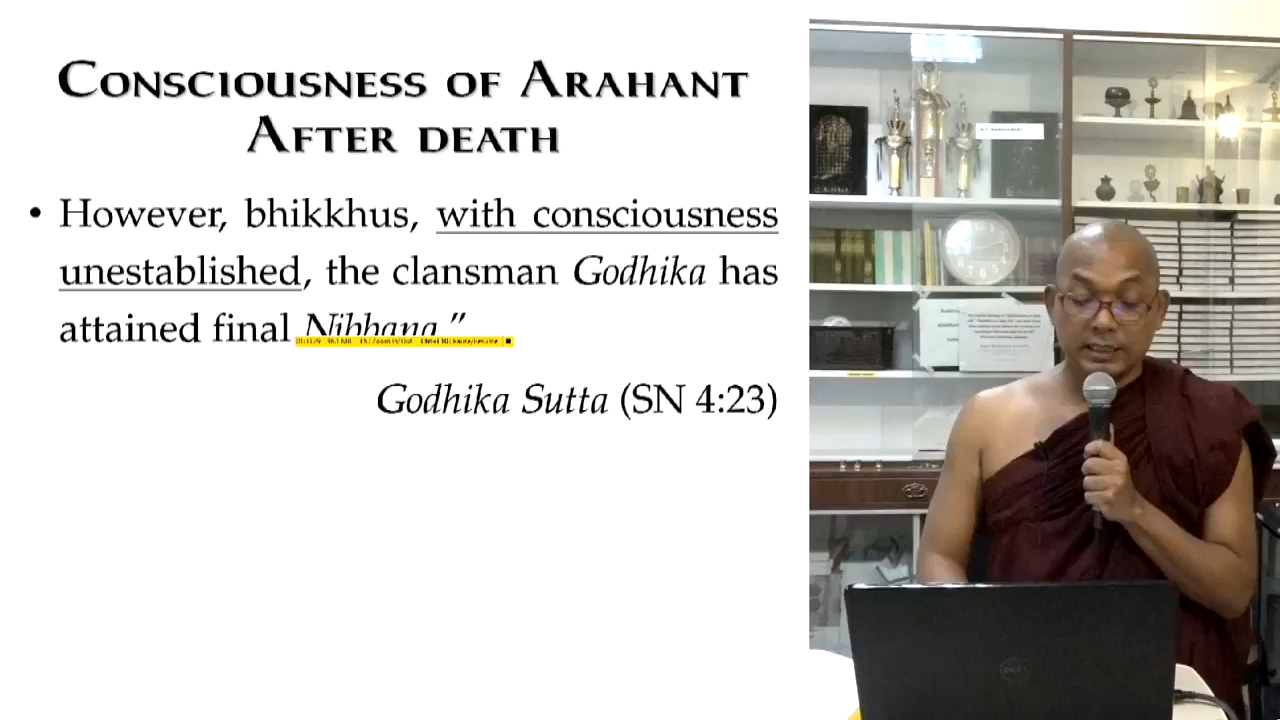 CONSCIOUSNESS OF ARAHANT
AFTER DEATH
• However, bhikkhus, with consciousness
unestablished, the clansman Godhika has
attained final Nibbana.”
Godhika Sutta (SN 4:23)
DELL